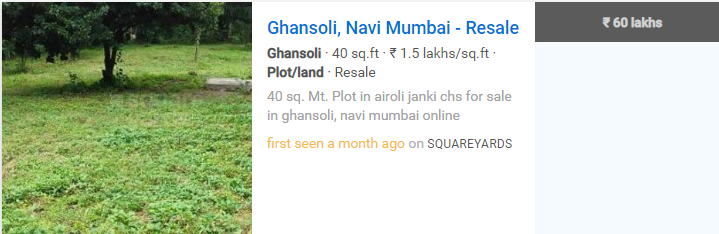 Ghansoli, Navi Mumbai - Resale
₹ 60 lakhs
Ghansoli · 40 sq.ft · ₹ 1.5 lakhs/sq.ft ·
Plot/land · Resale
40 sq. Mt. Plot in airoli janki chs for sale
in ghansoli, navi mumbai online
first seen a month ago on SQUAREYARDS